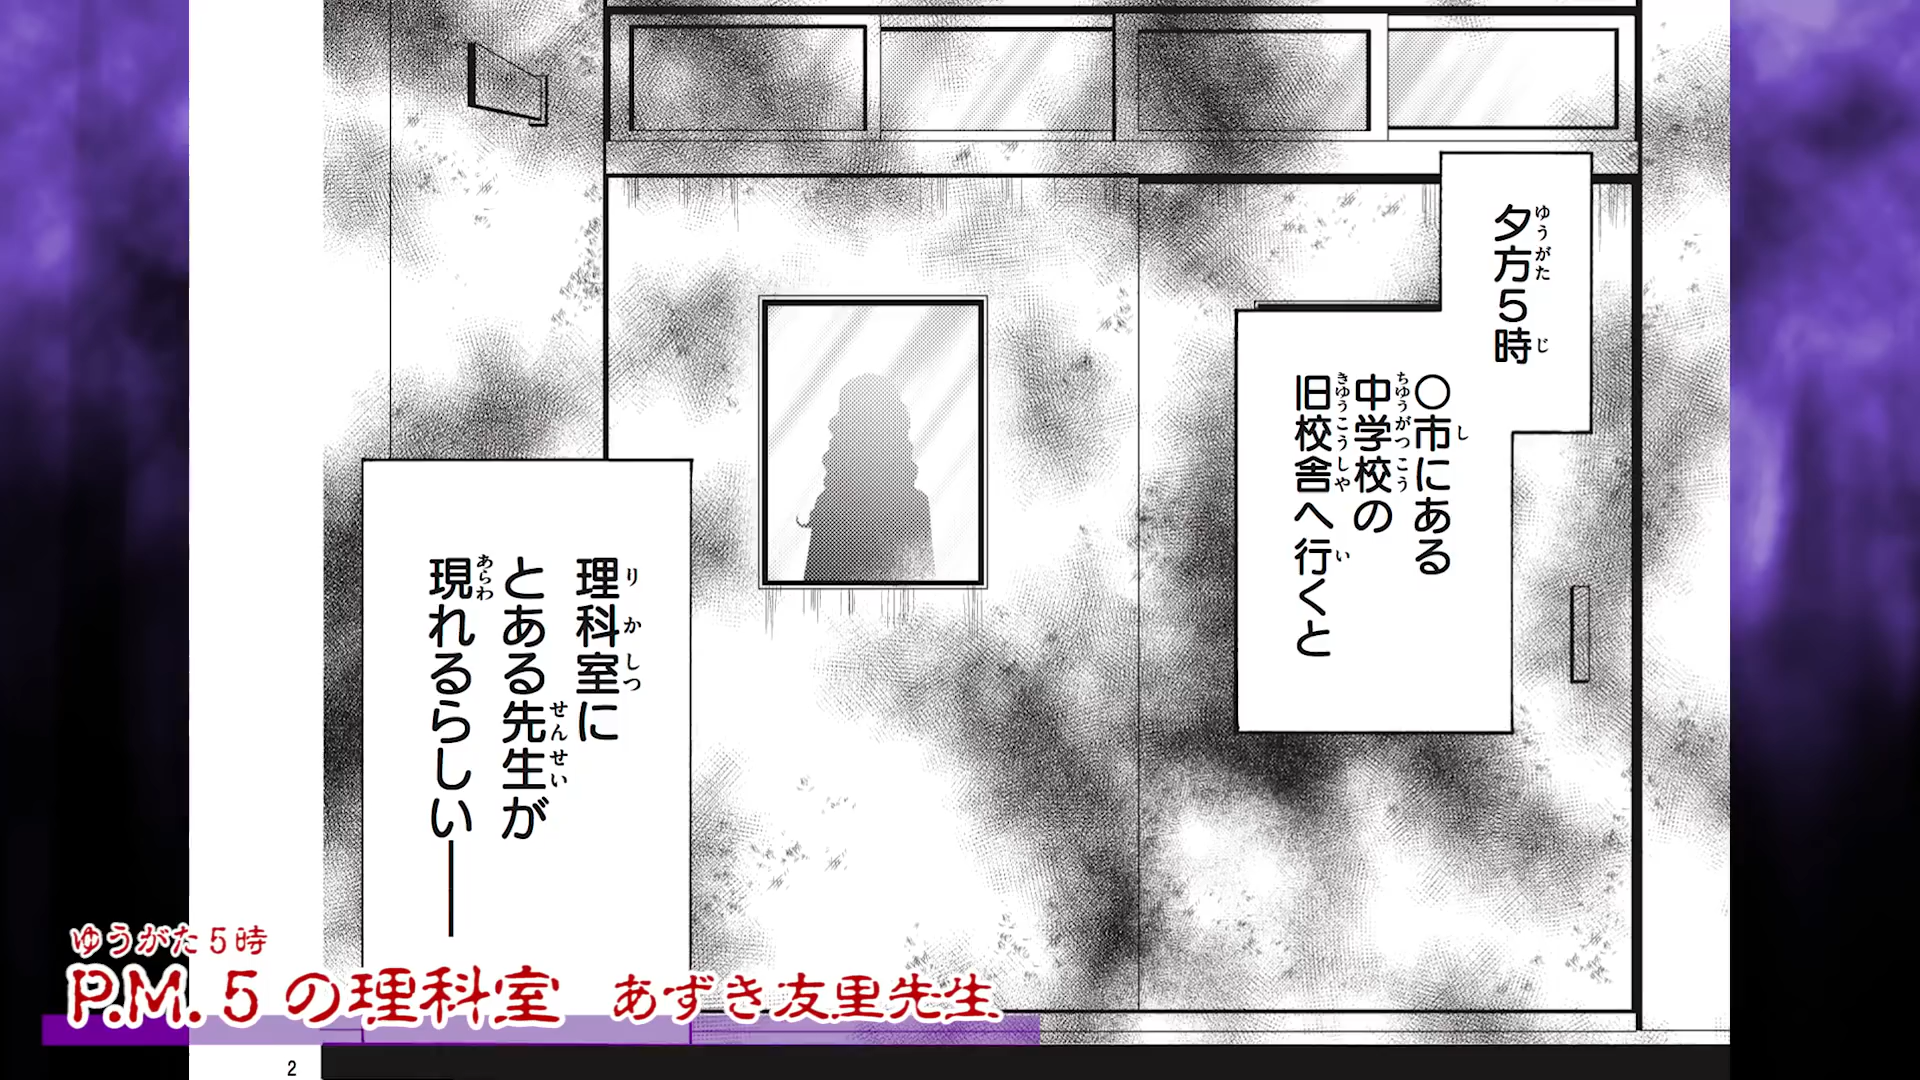 夕方5時
〇市にある
中学校の
旧校舎へ行くと
理科室に
とある先生が
現れるらしい――
ゆうがた5時
P.M.5の理科室 あずき友里先生
2